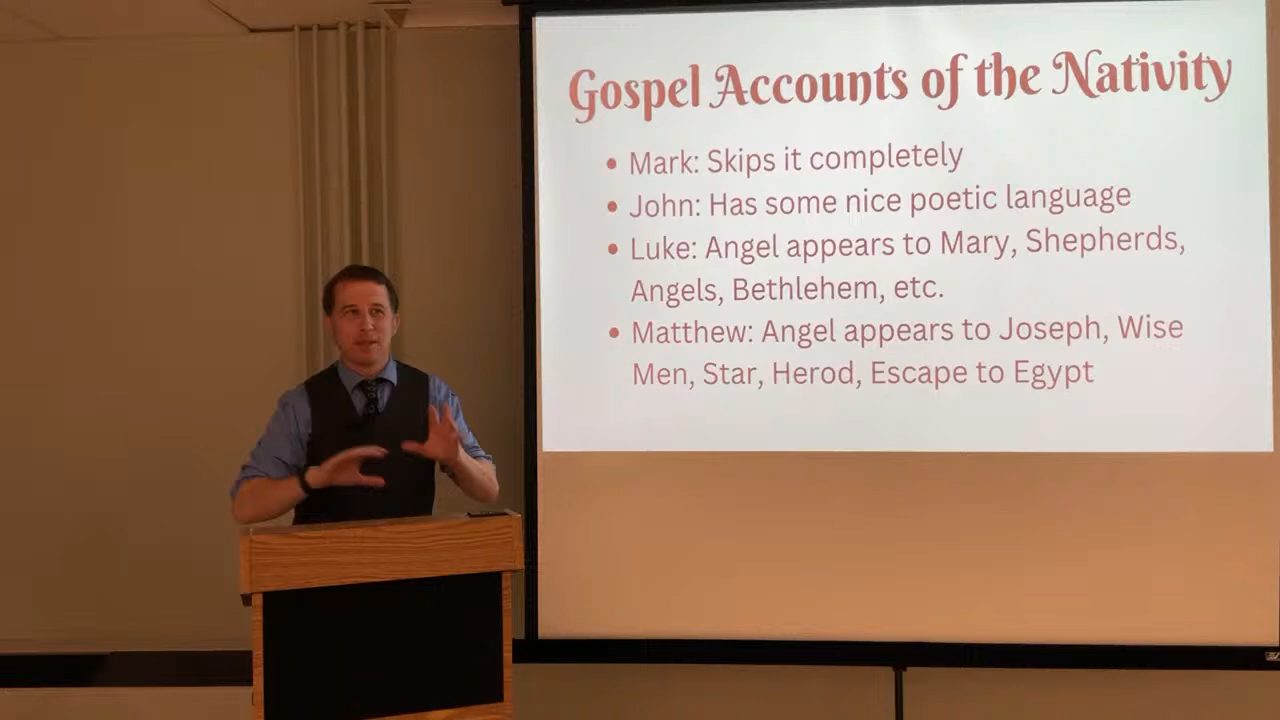 Gospel Accounts of the Nativity
• Mark: Skips it completely
• John: Has some nice poetic language
• Luke: Angel appears to Mary, Shepherds,
Angels, Bethlehem, etc.
• Matthew: Angel appears to Joseph, Wise
Men, Star, Herod, Escape to Egypt